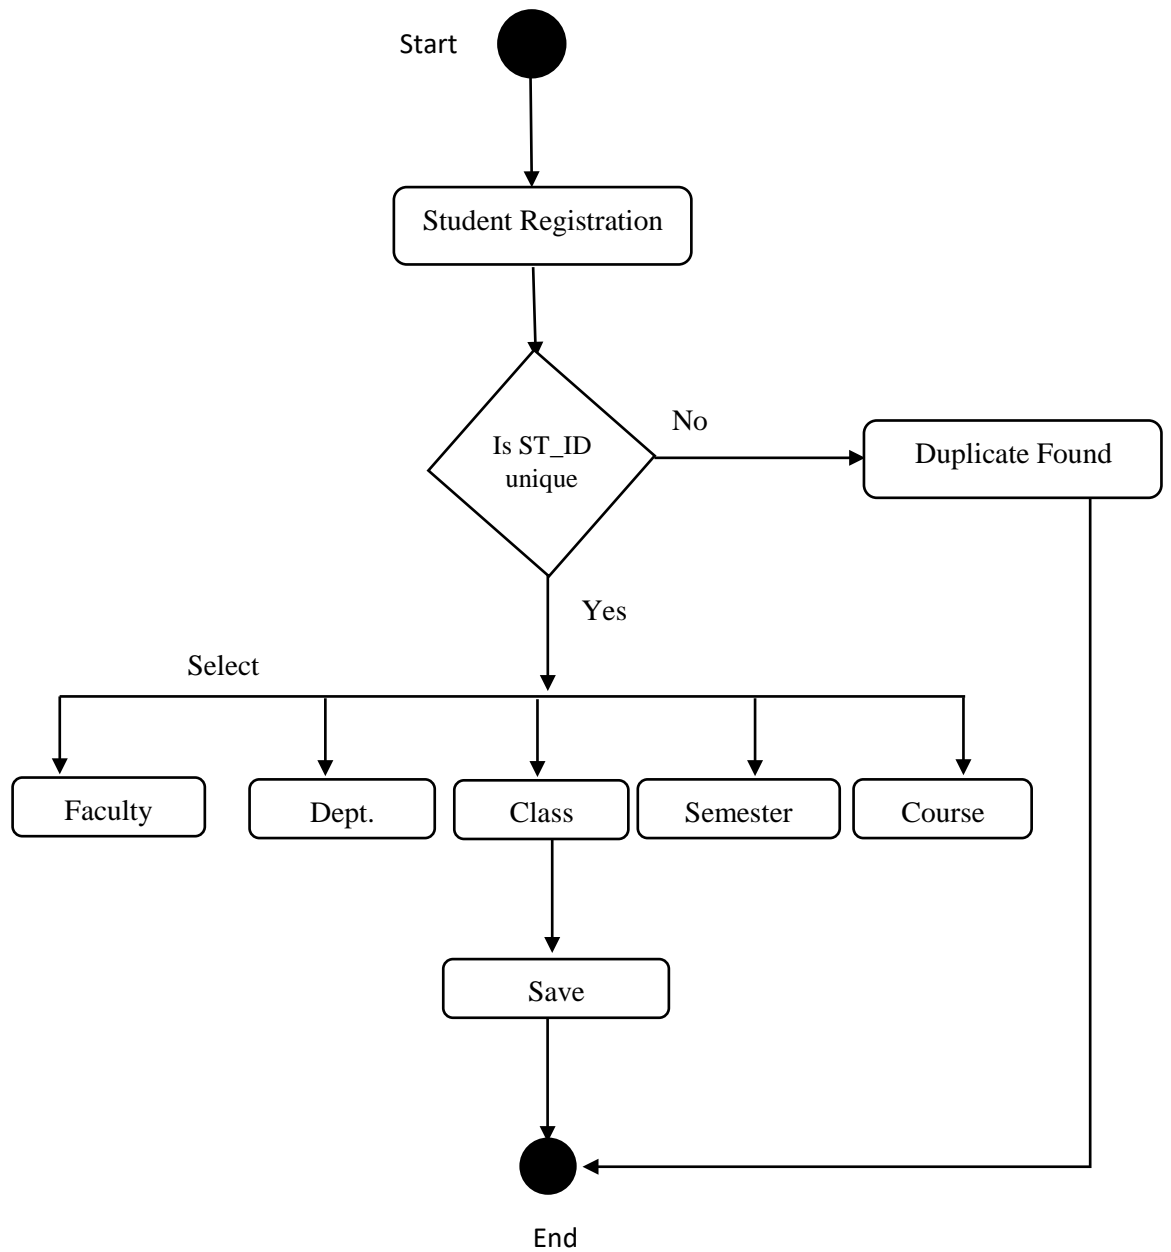 Start
Student Registration
Is ST_ID
unique
No
Duplicate Found
Yes
Select
Faculty
Dept.
Class
Semester
Course
Save
End